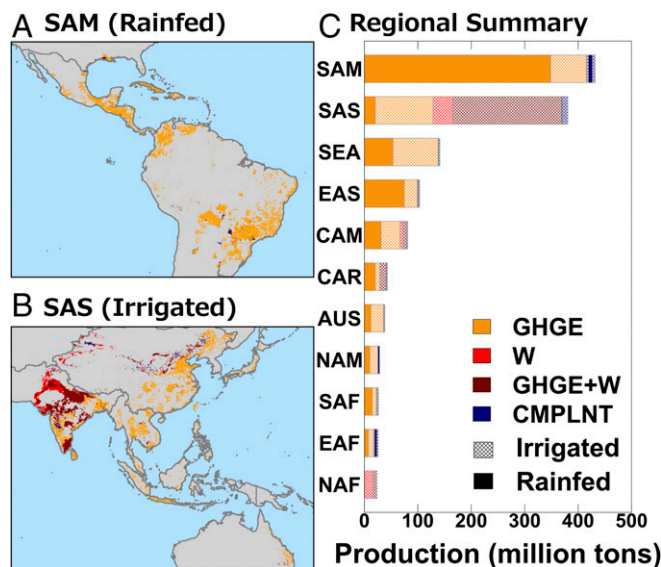 A SAM (Rainfed)
B SAS (Irrigated)
C Regional Summary
SAM
SAS
SEA
EAS
CAM
CAR
AUS
NAM
SAF
EAF
NAF
GHGE
W
GHGE+W
CMPLNT
Irrigated
Rainfed
0 100 200 300 400 500
Production (million tons)